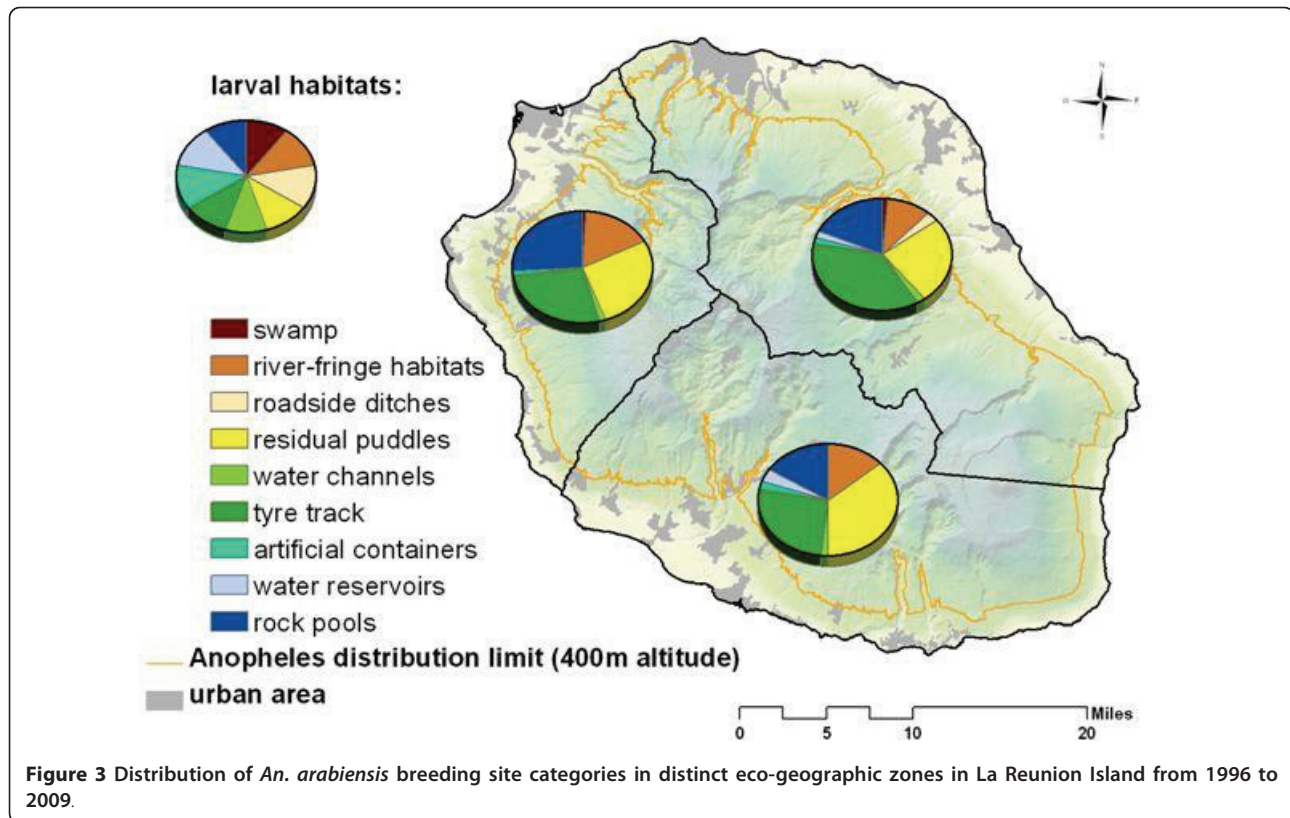 larval habitats:
swamp
river-fringe habitats
roadside ditches
residual puddles
water channels
tyre track
artificial containers
water reservoirs
rock pools
Anopheles distribution limit (400m altitude)
urban area
N
S
Miles
0 5 10 20
Figure 3 Distribution of An. arabiensis breeding site categories in distinct eco-geographic zones in La Reunion Island from 1996 to
2009.